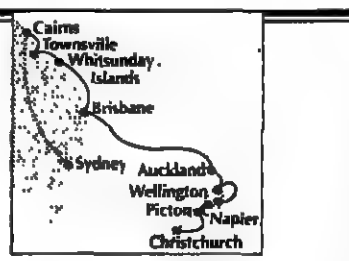 Cairns
Townsville
Whitsunday
Islands
Brisbane
Sydney
Auckland
Wellington
Picton
Napier
Christchurch